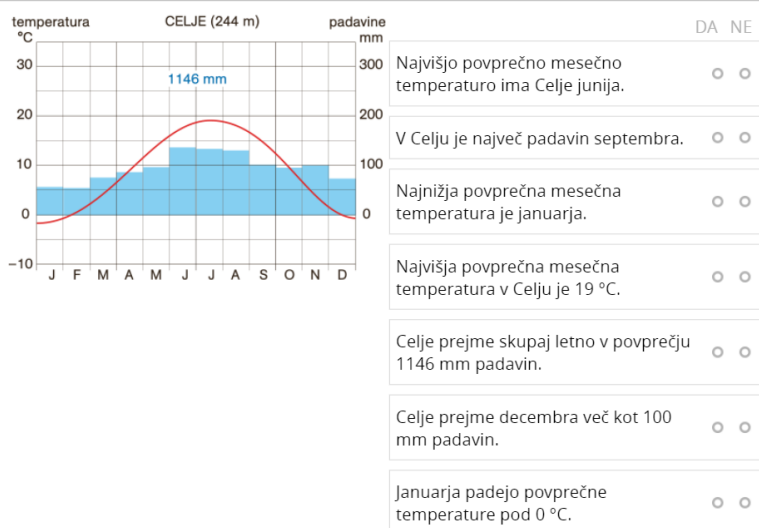 temperatura CELJE (244 m) padavine
°C mm
30 300
1146 mm
20 200
10 100
0 0
–10
J F M A M J J A S O N D
DA NE
Najvišjo povprečno mesečno
temperaturo ima Celje junija.
V Celju je največ padavin septembra.
Najnižja povprečna mesečna
temperatura je januarja.
Najvišja povprečna mesečna
temperatura v Celju je 19 °C.
Celje prejme skupaj letno v povprečju
1146 mm padavin.
Celje prejme decembra več kot 100
mm padavin.
Januarja padejo povprečne
temperature pod 0 °C.